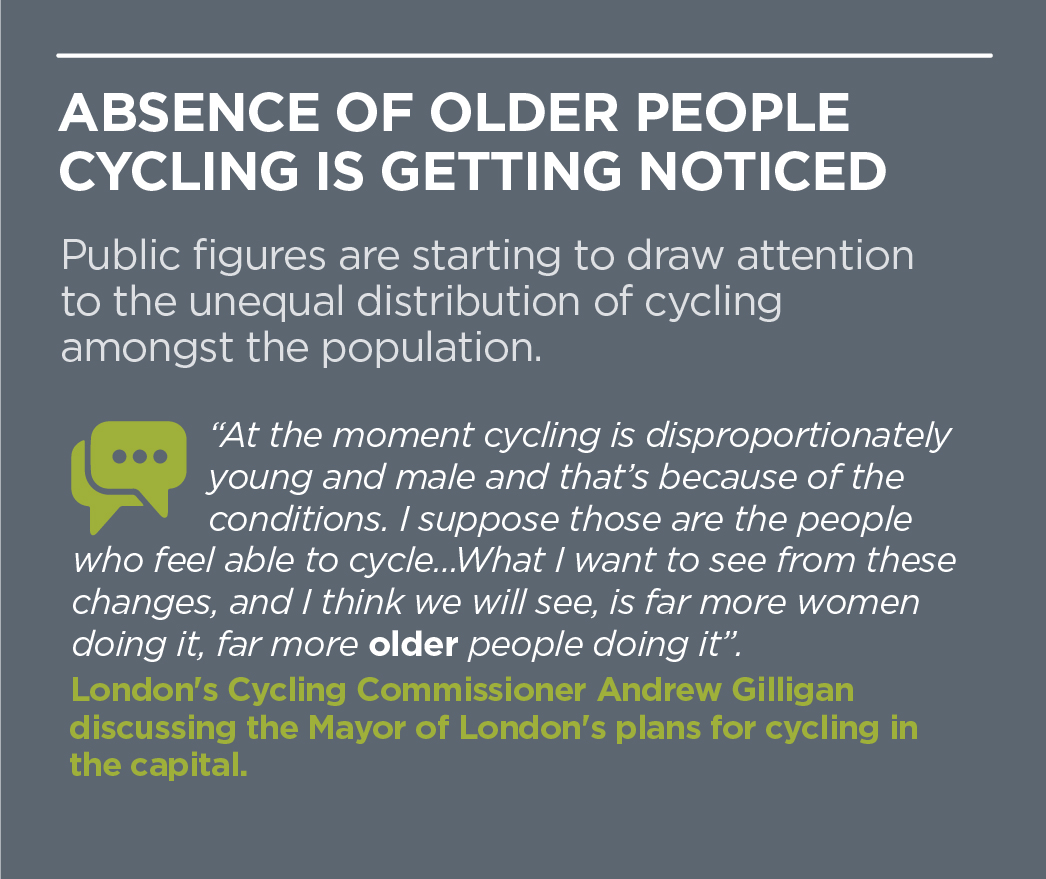 ABSENCE OF OLDER PEOPLE
CYCLING IS GETTING NOTICED
Public figures are starting to draw attention
to the unequal distribution of cycling
amongst the population.
“At the moment cycling is disproportionately
young and male and that’s because of the
conditions. I suppose those are the people
who feel able to cycle...What I want to see from these
changes, and I think we will see, is far more women
doing it, far more older people doing it”.
London's Cycling Commissioner Andrew Gilligan
discussing the Mayor of London's plans for cycling in
the capital.